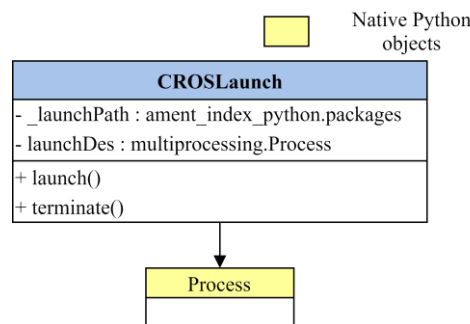 Native Python
objects
CROSLaunch
- _launchPath : ament_index_python.packages
- launchDes : multiprocessing.Process
+ launch()
+ terminate()
Process